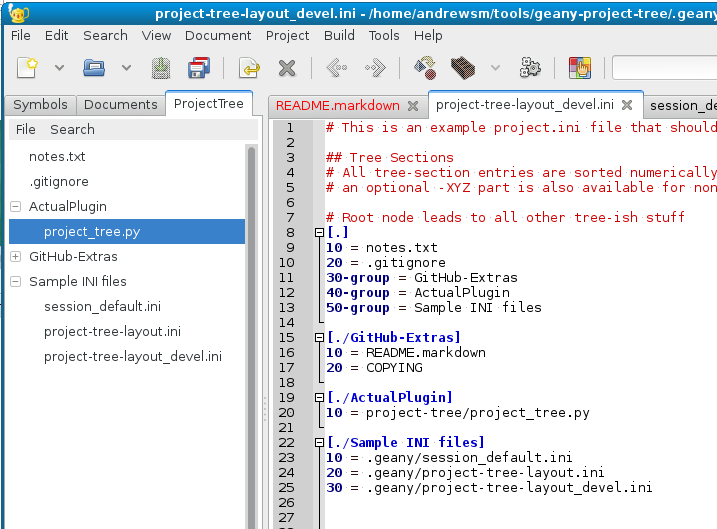 project-tree-layout_devel.ini - /home/andrewsm/tools/geany-project-tree/.geany
File Edit Search View Document Project Build Tools Help
Symbols Documents ProjectTree
README.markdown project-tree-layout_devel.ini session_de
File Search
notes.txt
.gitignore
ActualPlugin
project_tree.py
GitHub-Extras
Sample INI files
session_default.ini
project-tree-layout.ini
project-tree-layout_devel.ini
1 # This is an example project.ini file that should
2
3 ## Tree Sections
4 # All tree-section entries are sorted numerically
5 # an optional -XYZ part is also available for non
6
7 # Root node leads to all other tree-ish stuff
8 [.]
9 10 = notes.txt
10 20 = .gitignore
11 30-group = GitHub-Extras
12 40-group = ActualPlugin
13 50-group = Sample INI files
14
15 [./GitHub-Extras]
16 10 = README.markdown
17 20 = COPYING
18
19 [./ActualPlugin]
20 10 = project-tree/project_tree.py
21
22 [./Sample INI files]
23 10 = .geany/session_default.ini
24 20 = .geany/project-tree-layout.ini
25 30 = .geany/project-tree-layout_devel.ini
26
27